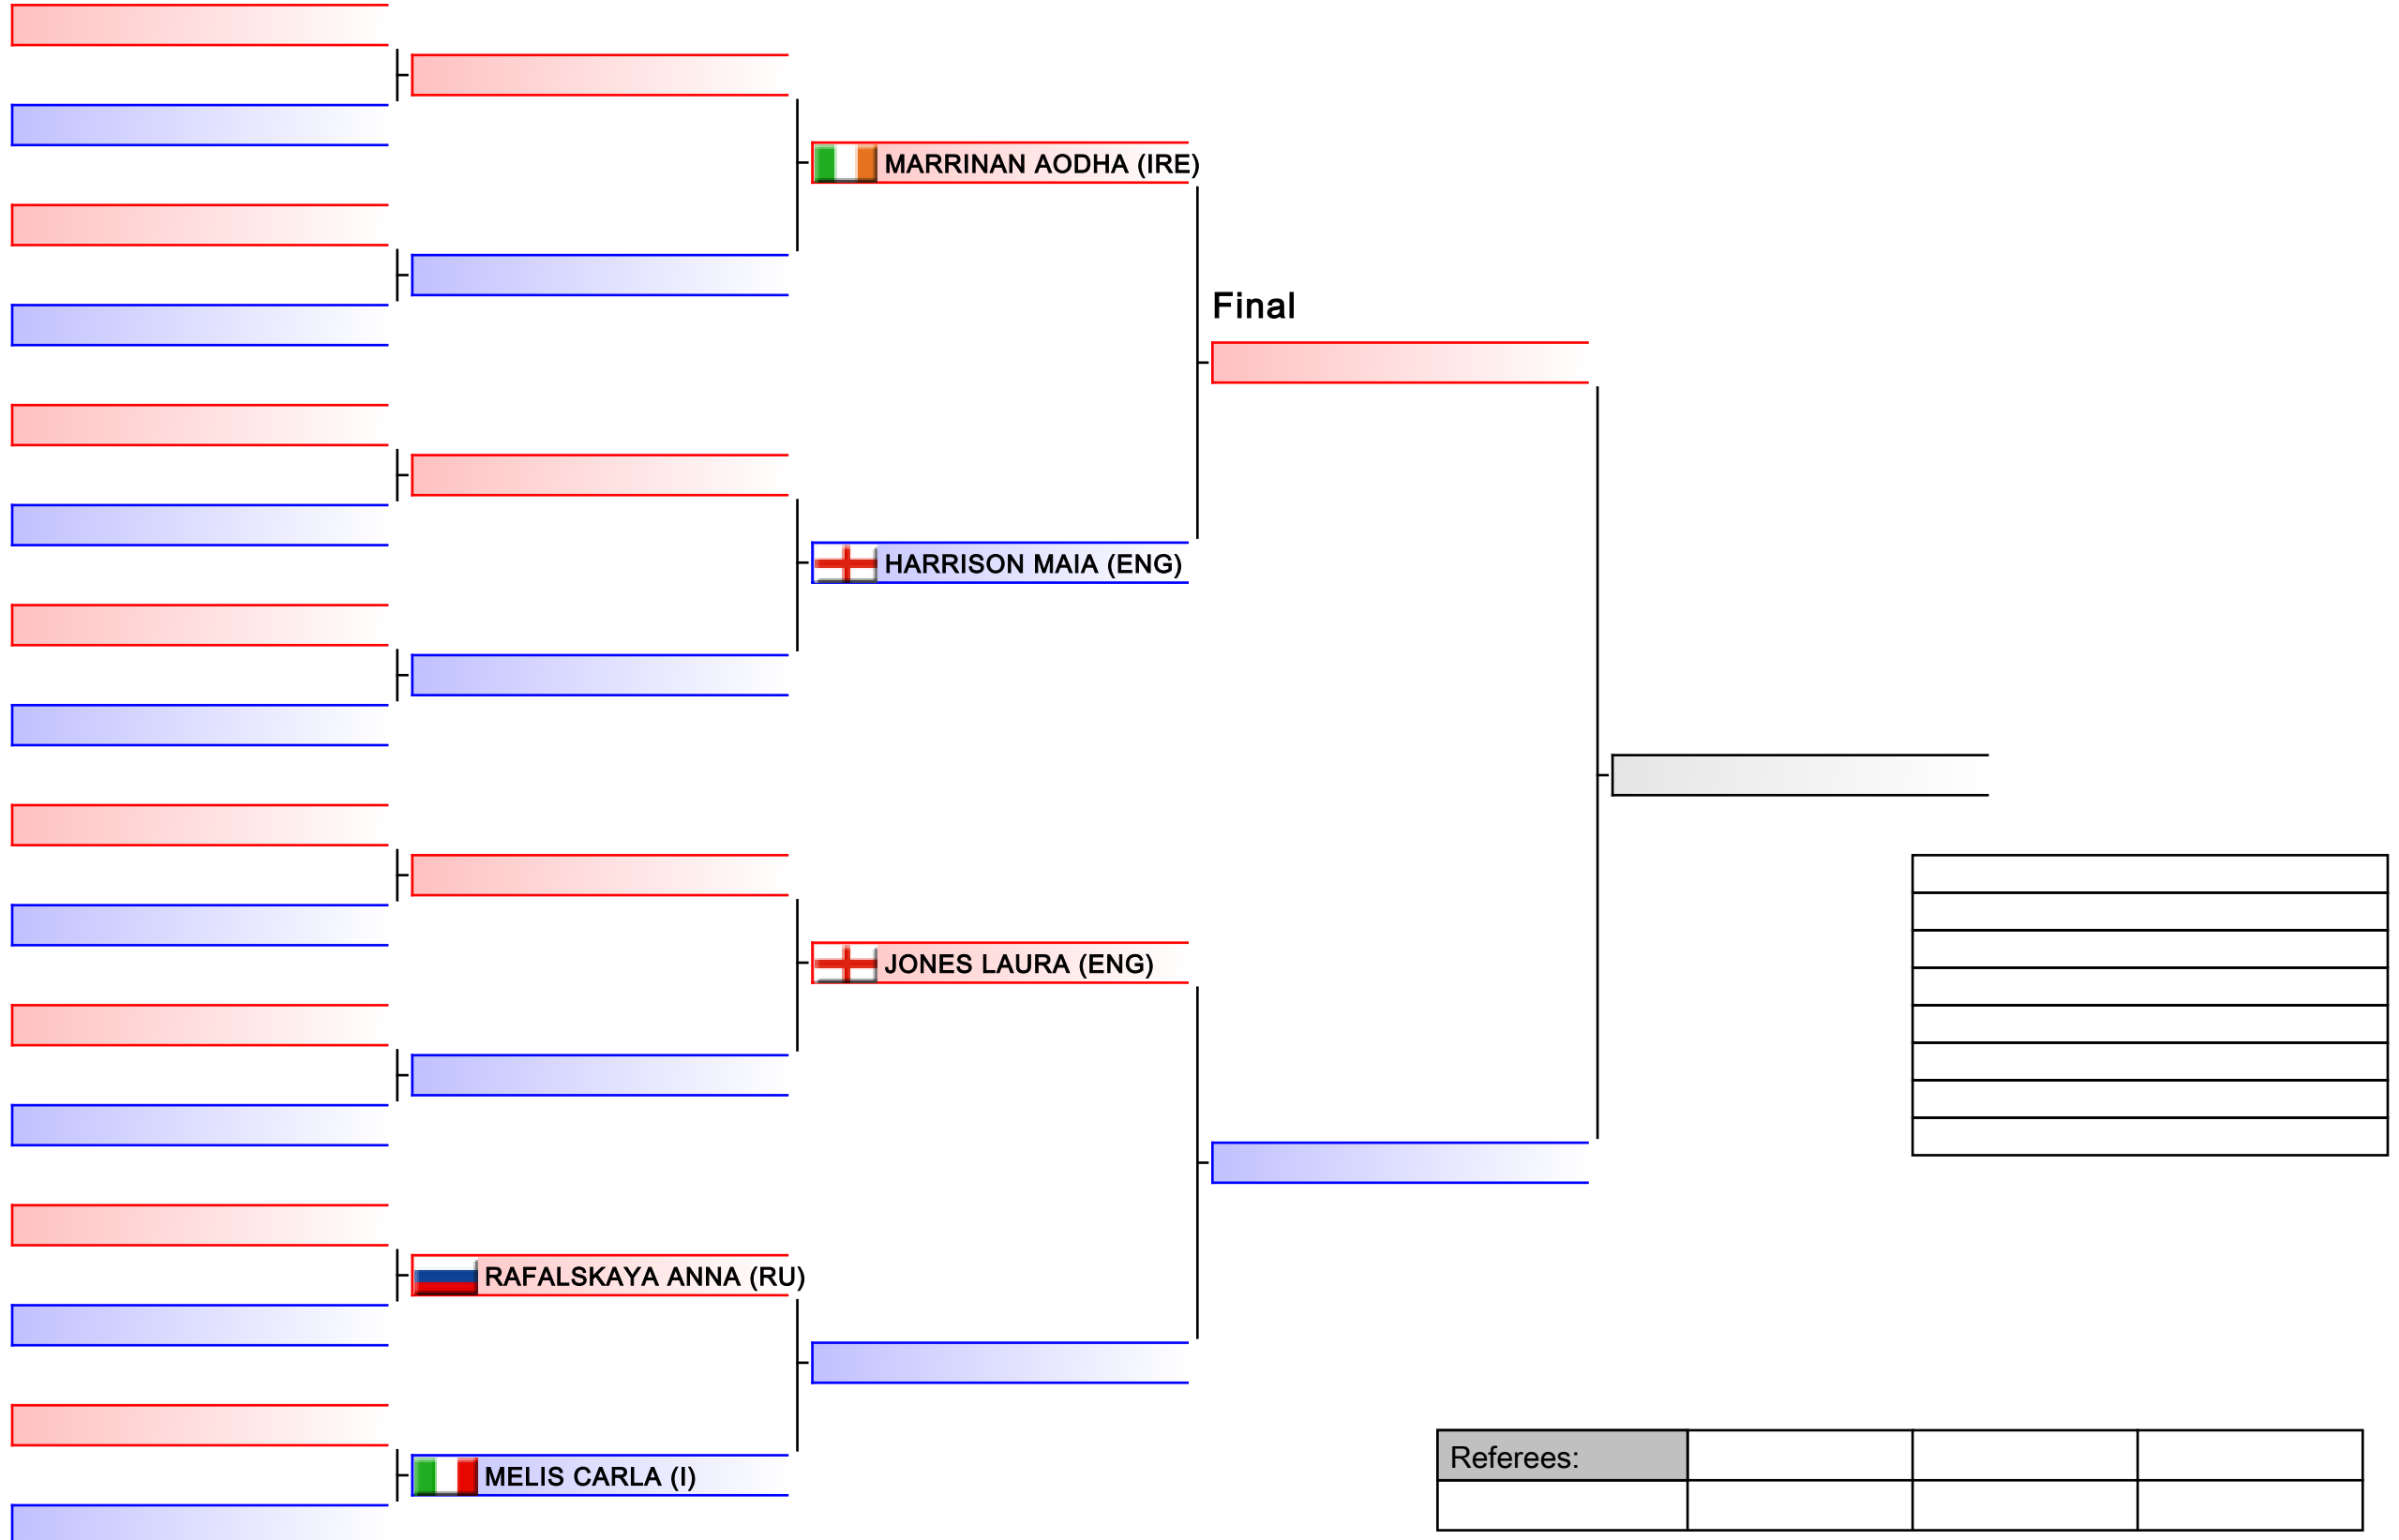 MARRINAN AODHA (IRE)
Final
HARRISON MAIA (ENG)
JONES LAURA (ENG)
RAFALSKAYA ANNA (RU)
MELIS CARLA (I)
Referees: